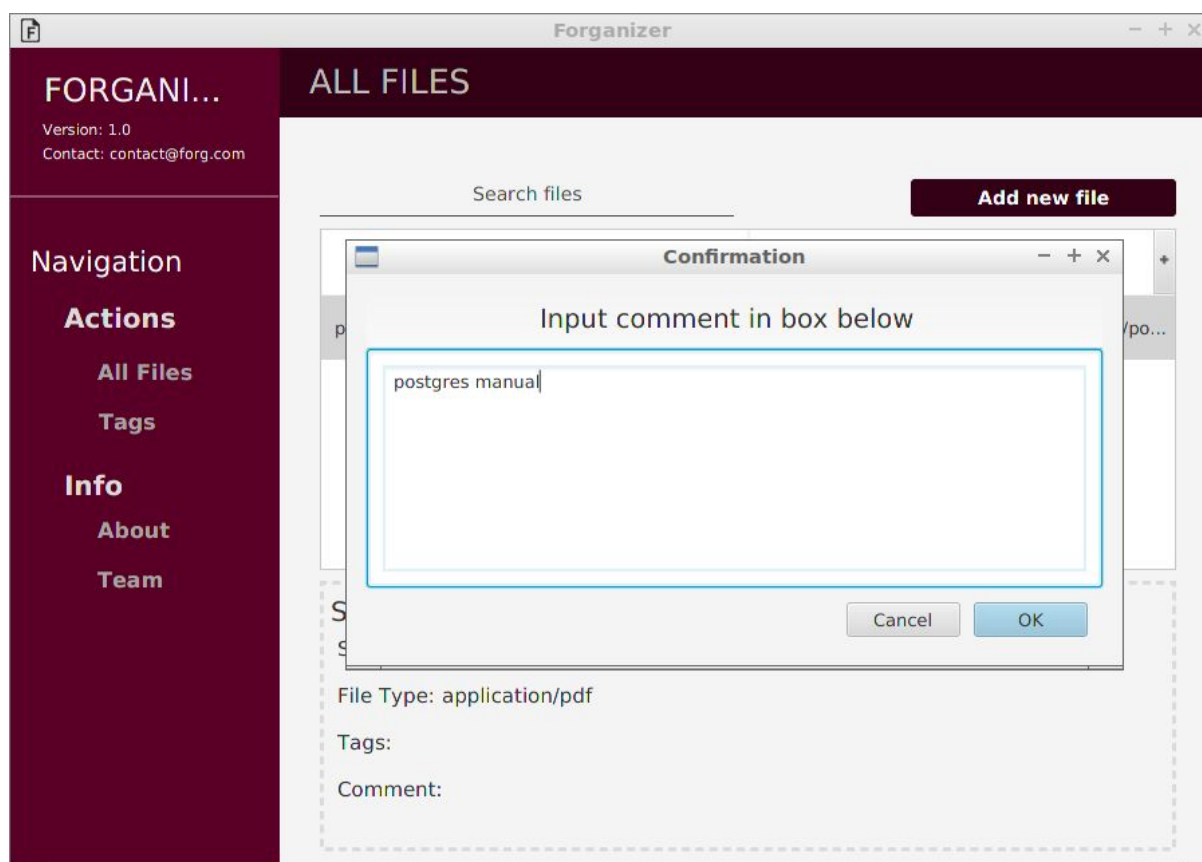 Forganizer
FORGANI...
Version: 1.0
Contact: contact@forg.com
Navigation
Actions
All Files
Tags
Info
About
Team
ALL FILES
Search files
Add new file
+
p
/po...
Confirmation
Input comment in box below
postgres manual
Cancel
OK
S
S
File Type: application/pdf
Tags:
Comment: